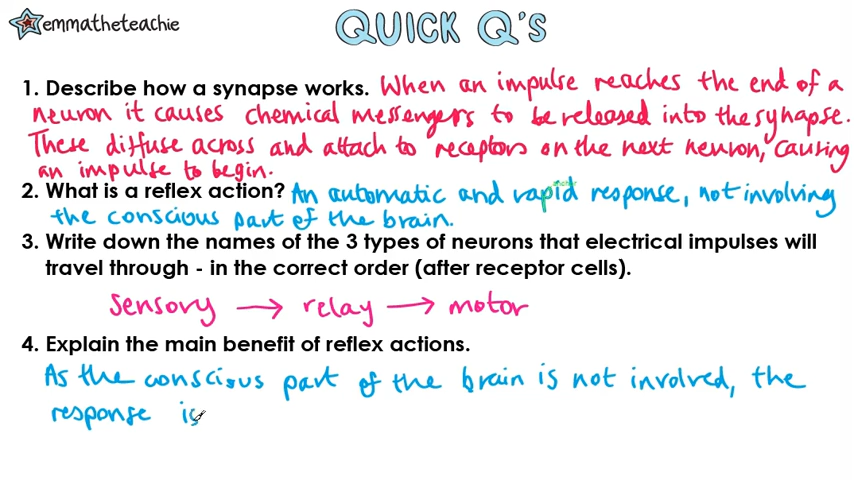 emmatheteachie
QUICK Q'S
1. Describe how a synapse works. When an impulse reaches the end of a
neuron it causes chemical messengers to be released into the synapse.
These diffuse across and attach to receptors on the next neuron, causing
an impulse to begin.
2. What is a reflex action? An automatic and rapid response, not involving
the conscious part of the brain.
3. Write down the names of the 3 types of neurons that electrical impulses will
travel through - in the correct order (after receptor cells).
sensory → relay → motor
4. Explain the main benefit of reflex actions.
As the conscious part of the brain is not involved, the
response is